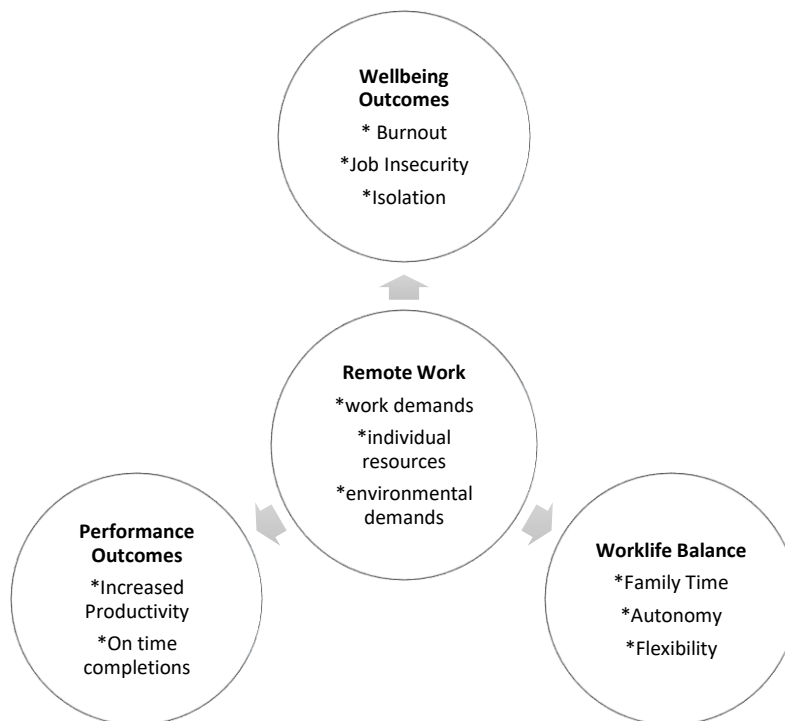 Wellbeing
Outcomes
* Burnout
*Job Insecurity
*Isolation
Remote Work
*work demands
*individual
resources
*environmental
demands
Performance
Outcomes
*Increased
Productivity
*On time
completions
Worklife Balance
*Family Time
*Autonomy
*Flexibility